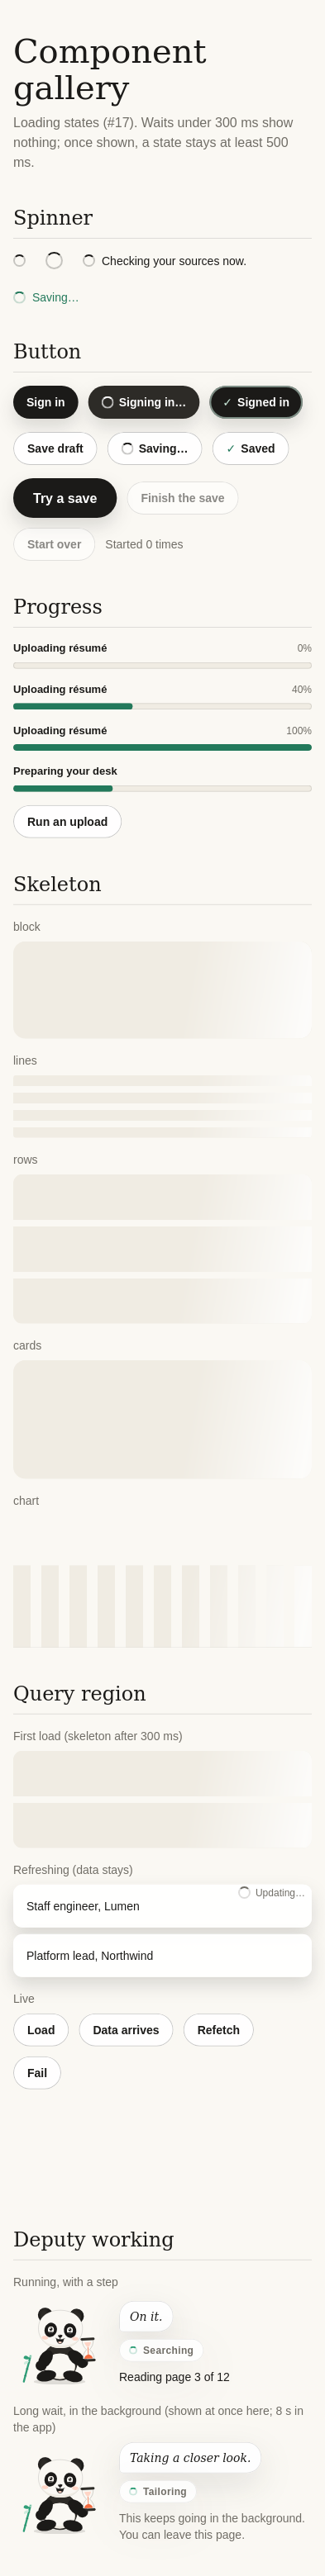 Component
gallery
Loading states (#17). Waits under 300 ms show
nothing; once shown, a state stays at least 500
ms.
Spinner
Checking your sources now.
Saving…
Button
Sign in
Signing in…
✓ Signed in
Save draft
Saving…
✓ Saved
Try a save
Finish the save
Start over
Started 0 times
Progress
Uploading résumé 0%
Uploading résumé 40%
Uploading résumé 100%
Preparing your desk
Run an upload
Skeleton
block
lines
rows
cards
chart
Query region
First load (skeleton after 300 ms)
Refreshing (data stays)
Updating…
Staff engineer, Lumen
Platform lead, Northwind
Live
Load
Data arrives
Refetch
Fail
Deputy working
Running, with a step
On it.
Searching
Reading page 3 of 12
Long wait, in the background (shown at once here; 8 s in
the app)
Taking a closer look.
Tailoring
This keeps going in the background.
You can leave this page.